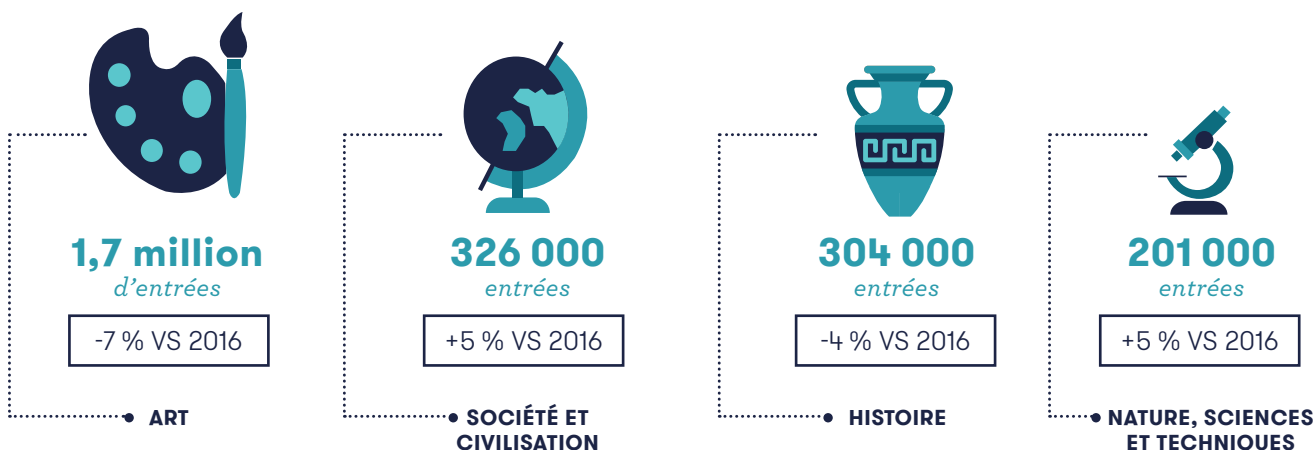 1,7 million
d'entrées
-7 % VS 2016
ART
326 000
entrées
+5 % VS 2016
SOCIÉTÉ ET
CIVILISATION
304 000
entrées
-4 % VS 2016
HISTOIRE
201 000
entrées
+5 % VS 2016
NATURE, SCIENCES
ET TECHNIQUES